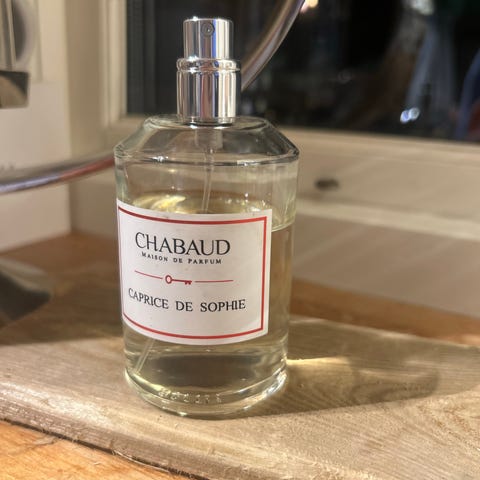 CHABAUD
MAISON DE PARFUM
CAPRICE DE SOPHIE